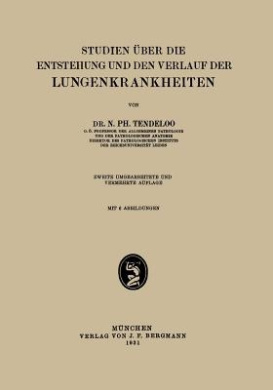 STUDIEN ÜBER DIE
ENTSTEHUNG UND DEN VERLAUF DER
LUNGENKRANKHEITEN
VON
DR. N. PH. TENDELOO
O. Ö. PROFESSOR DER ALLGEMEINEN PATHOLOGIE
UND DER PATHOLOGISCHEN ANATOMIE
DIREKTOR DES PATHOLOGISCHEN INSTITUTS
DER REICHSUNIVERSITÄT LEIDEN
ZWEITE UMGEARBEITETE UND
VERMEHRTE AUFLAGE
MIT 6 ABBILDUNGEN
MÜNCHEN
VERLAG VON J. F. BERGMANN
1931